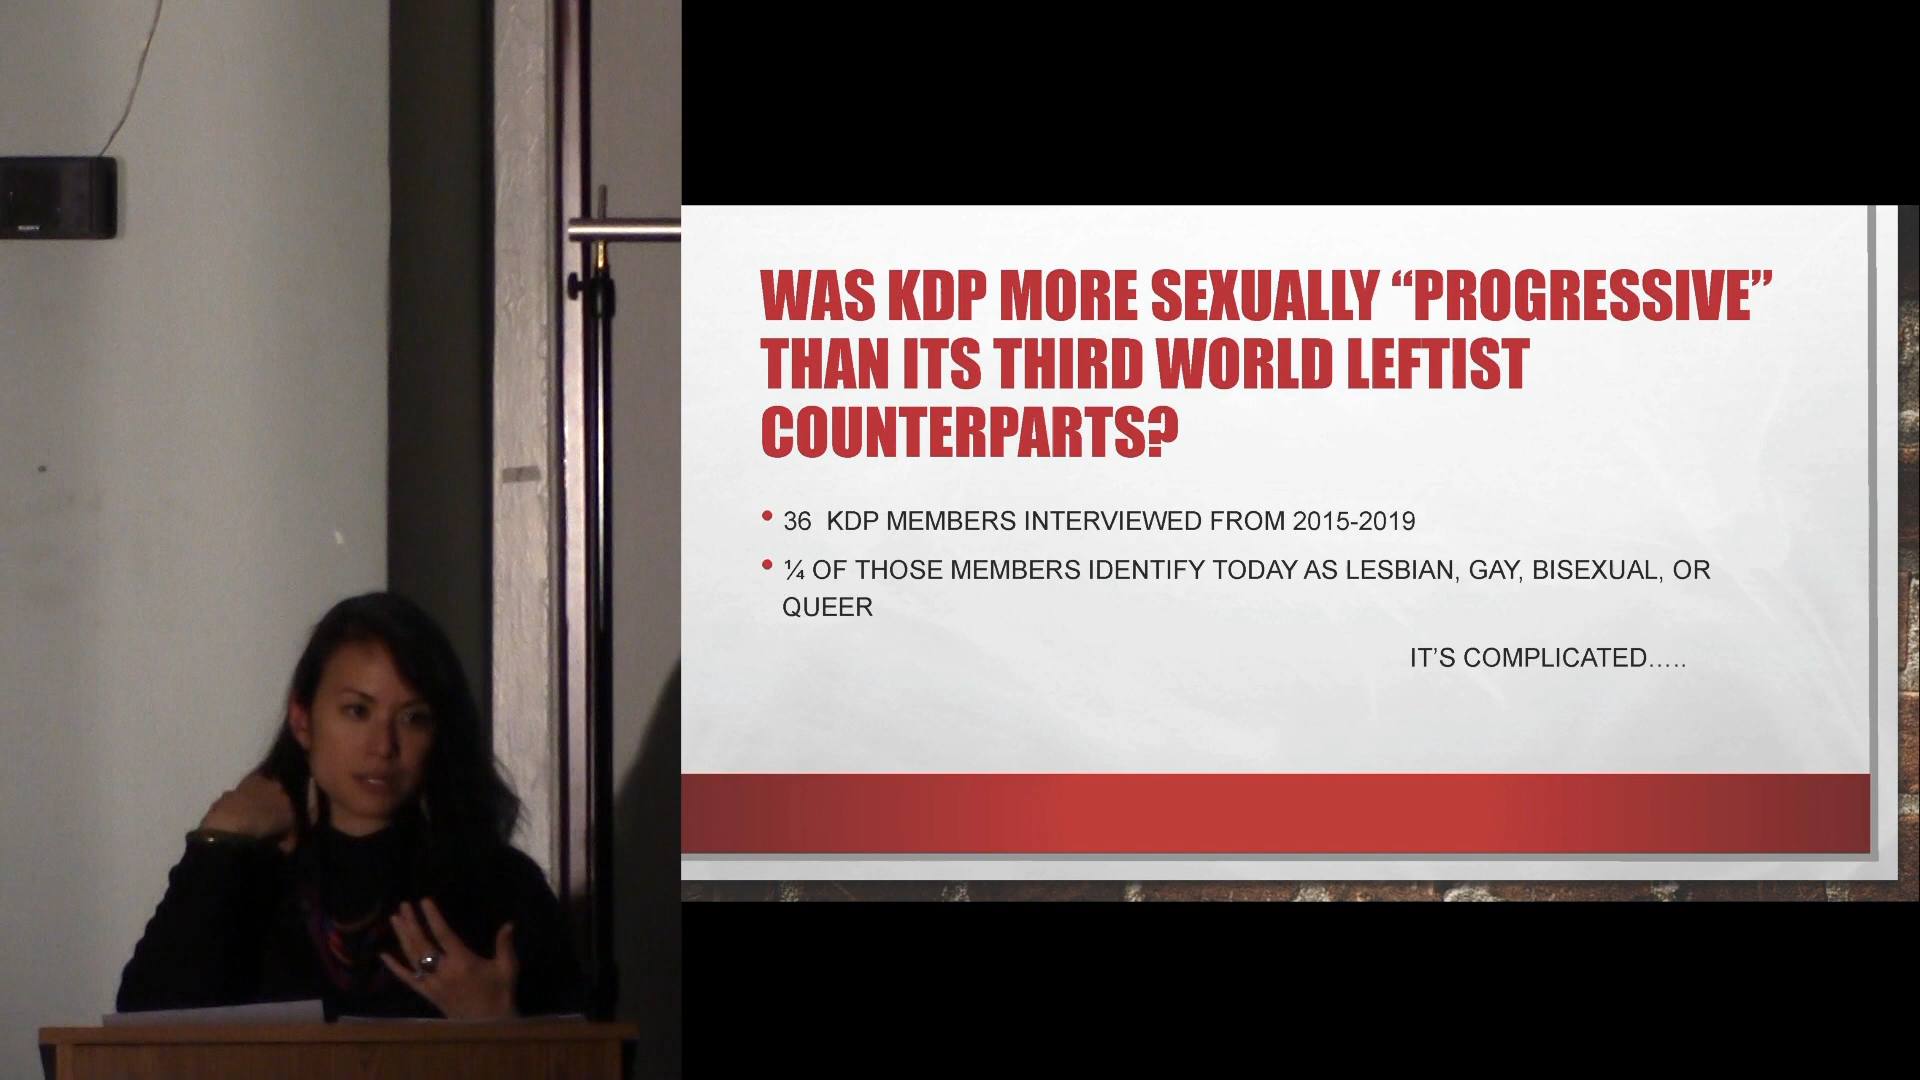 SONY
WAS KDP MORE SEXUALLY “PROGRESSIVE”
THAN ITS THIRD WORLD LEFTIST
COUNTERPARTS?
• 36 KDP MEMBERS INTERVIEWED FROM 2015-2019
• ¼ OF THOSE MEMBERS IDENTIFY TODAY AS LESBIAN, GAY, BISEXUAL, OR
QUEER
IT’S COMPLICATED.....